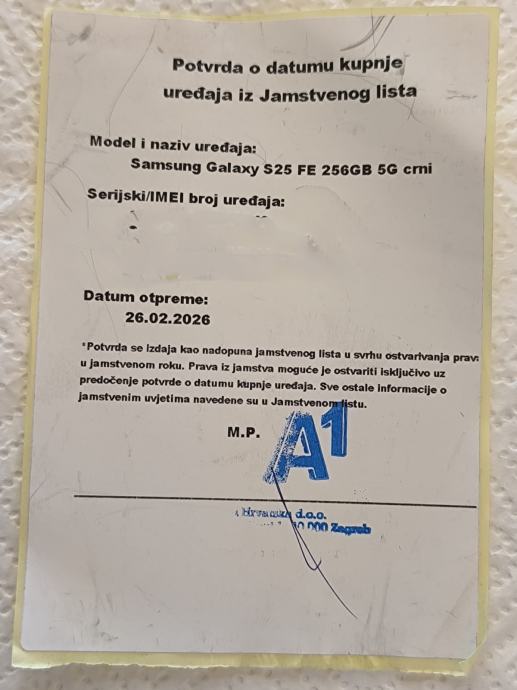 Potvrda o datumu kupnje
uređaja iz Jamstvenog lista
Model i naziv uređaja:
Samsung Galaxy S25 FE 256GB 5G crni
Serijski/IMEI broj uređaja:
Datum otpreme:
26.02.2026
*Potvrda se izdaja kao nadopuna jamstvenog lista u svrhu ostvarivanja prava
u jamstvenom roku. Prava iz jamstva moguće je ostvariti isključivo uz
predočenje potvrde o datumu kupnje uređaja. Sve ostale informacije o
jamstvenim uvjetima navedene su u Jamstvenom listu.
M.P.
A1
d.o.o.
Zagreb